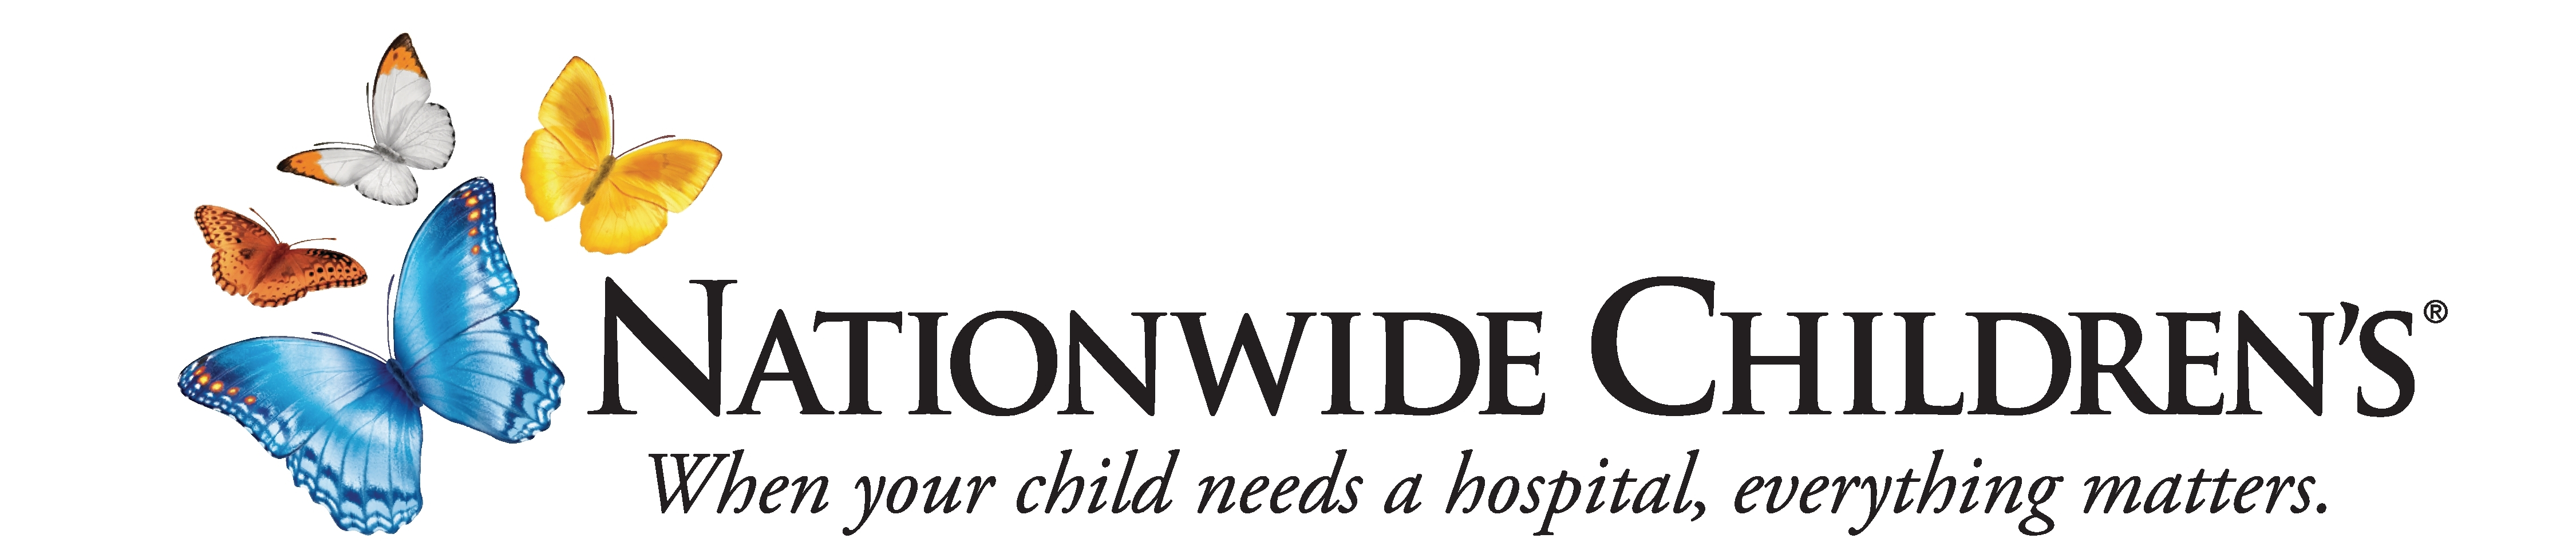 NATIONWIDE CHILDREN'S®
When your child needs a hospital, everything matters.